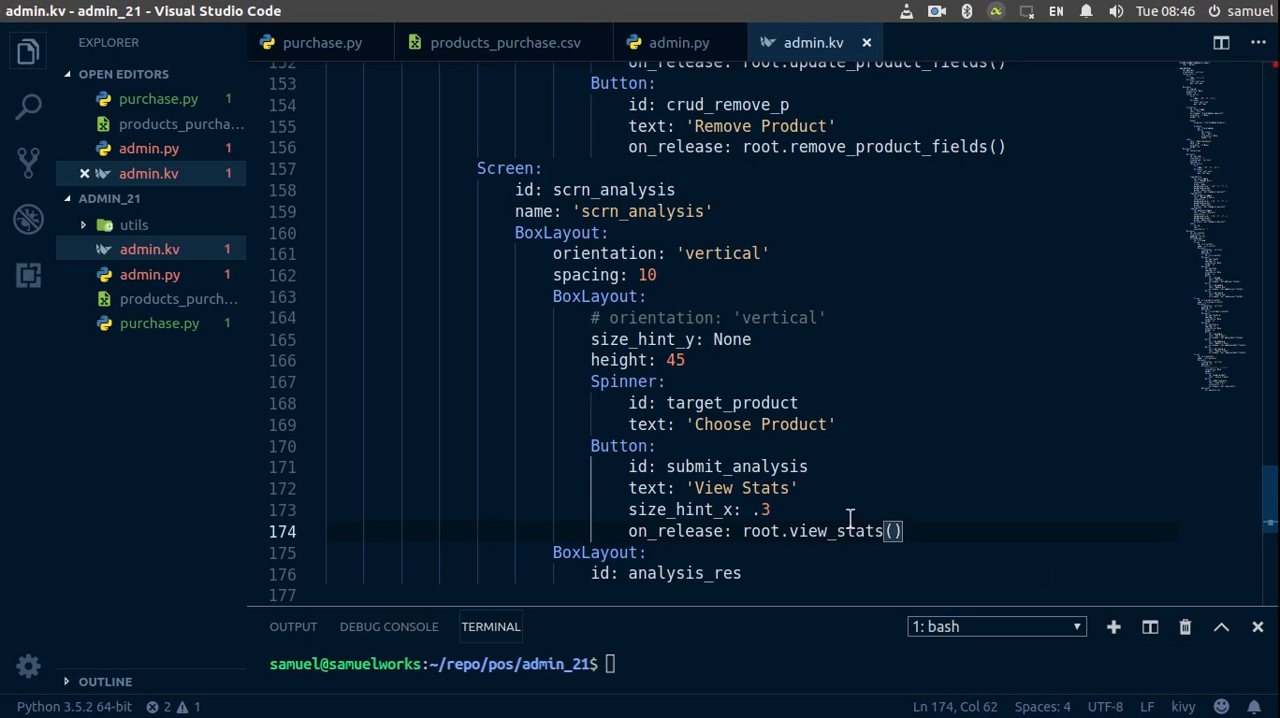 admin.kv - admin_21 - Visual Studio Code
EN
Tue 08:46
samuel
EXPLORER
purchase.py
products_purchase.csv
admin.py
admin.kv
OPEN EDITORS
purchase.py 1
products_purcha...
admin.py 1
admin.kv 1
ADMIN_21
utils
admin.kv 1
admin.py 1
products_purch...
purchase.py 1
OUTLINE
152 on_release: root.update_product_fields()
153 Button:
154 id: crud_remove_p
155 text: 'Remove Product'
156 on_release: root.remove_product_fields()
157 Screen:
158 id: scrn_analysis
159 name: 'scrn_analysis'
160 BoxLayout:
161 orientation: 'vertical'
162 spacing: 10
163 BoxLayout:
164 # orientation: 'vertical'
165 size_hint_y: None
166 height: 45
167 Spinner:
168 id: target_product
169 text: 'Choose Product'
170 Button:
171 id: submit_analysis
172 text: 'View Stats'
173 size_hint_x: .3
174 on_release: root.view_stats()
175 BoxLayout:
176 id: analysis_res
177
OUTPUT DEBUG CONSOLE TERMINAL
1: bash
samuel@samuelworks:~/repo/pos/admin_21$
Python 3.5.2 64-bit 2 1
Ln 174, Col 62 Spaces: 4 UTF-8 LF kivy